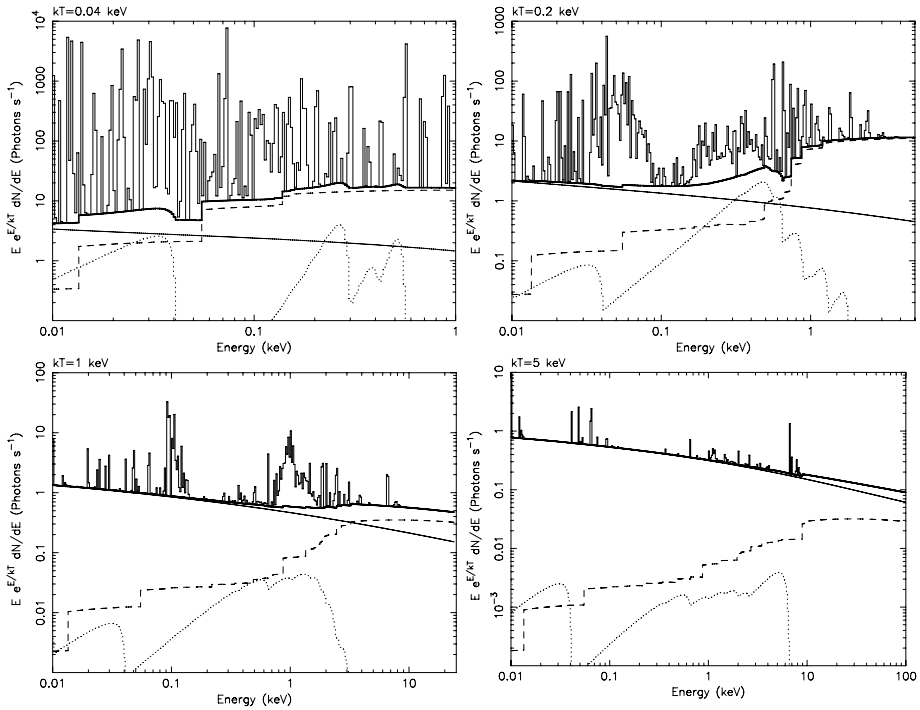 kT=0.04 keV
E e^{E/kT} dN/dE (Photons s^{-1})
10^4
1000
100
10
1
0.01
0.1
1
Energy (keV)
kT=0.2 keV
E e^{E/kT} dN/dE (Photons s^{-1})
1000
100
10
1
0.1
0.01
0.1
1
Energy (keV)
kT=1 keV
E e^{E/kT} dN/dE (Photons s^{-1})
100
10
1
0.1
0.01
0.01
0.1
1
10
Energy (keV)
kT=5 keV
E e^{E/kT} dN/dE (Photons s^{-1})
10
1
0.1
0.01
10^{-3}
0.01
0.1
1
10
100
Energy (keV)